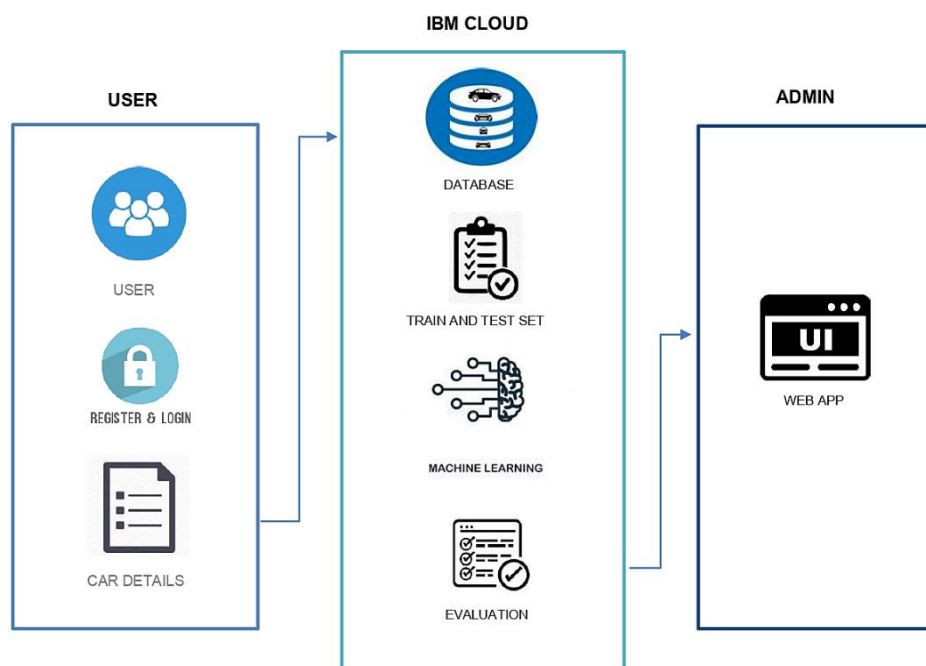 IBM CLOUD
USER
ADMIN
USER
REGISTER & LOGIN
CAR DETAILS
DATABASE
TRAIN AND TEST SET
MACHINE LEARNING
EVALUATION
UI
WEB APP